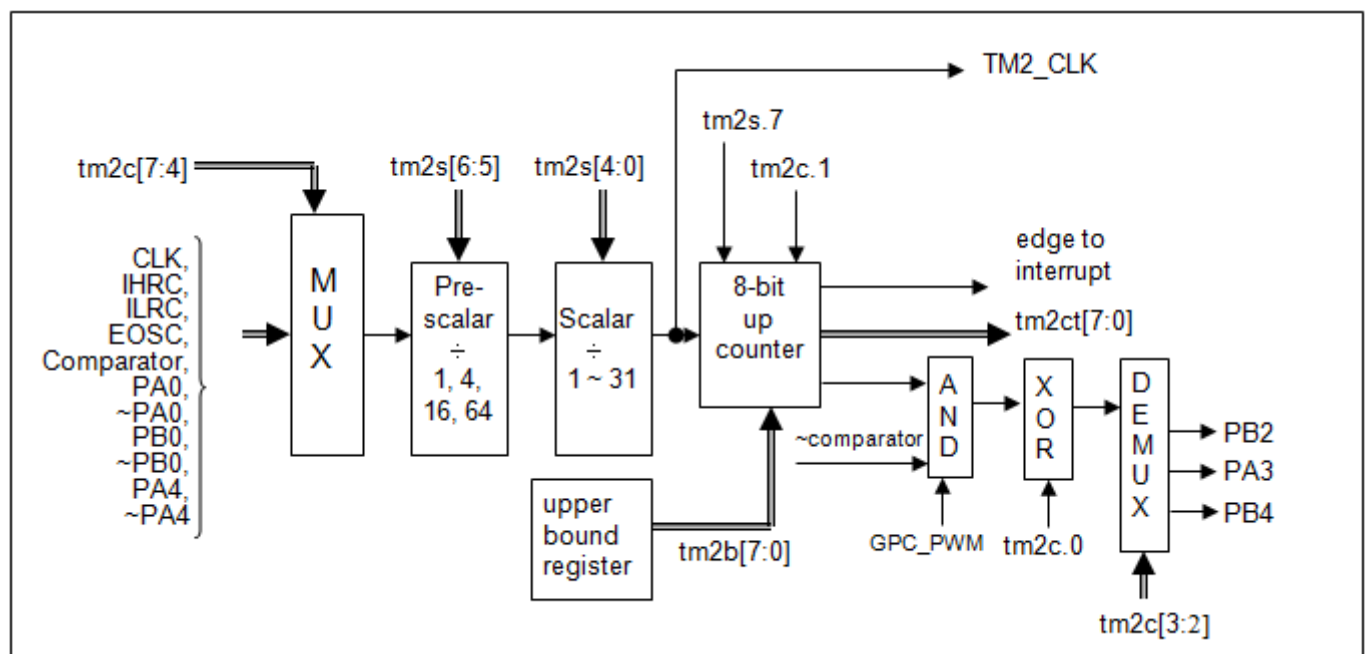 TM2_CLK
tm2s.7
tm2c[7:4]
tm2s[6:5]
tm2s[4:0]
tm2c.1
CLK,
IHRC,
ILRC,
EOSC,
Comparator,
PA0,
~PA0,
PB0,
~PB0,
PA4,
~PA4
M
U
X
Pre-
scalar
÷
1, 4,
16, 64
Scalar
÷
1 ~ 31
8-bit
up
counter
edge to
interrupt
tm2ct[7:0]
~comparator
A
N
D
X
O
R
D
E
M
U
X
PB2
PA3
PB4
upper
bound
register
tm2b[7:0]
GPC_PWM
tm2c.0
tm2c[3:2]